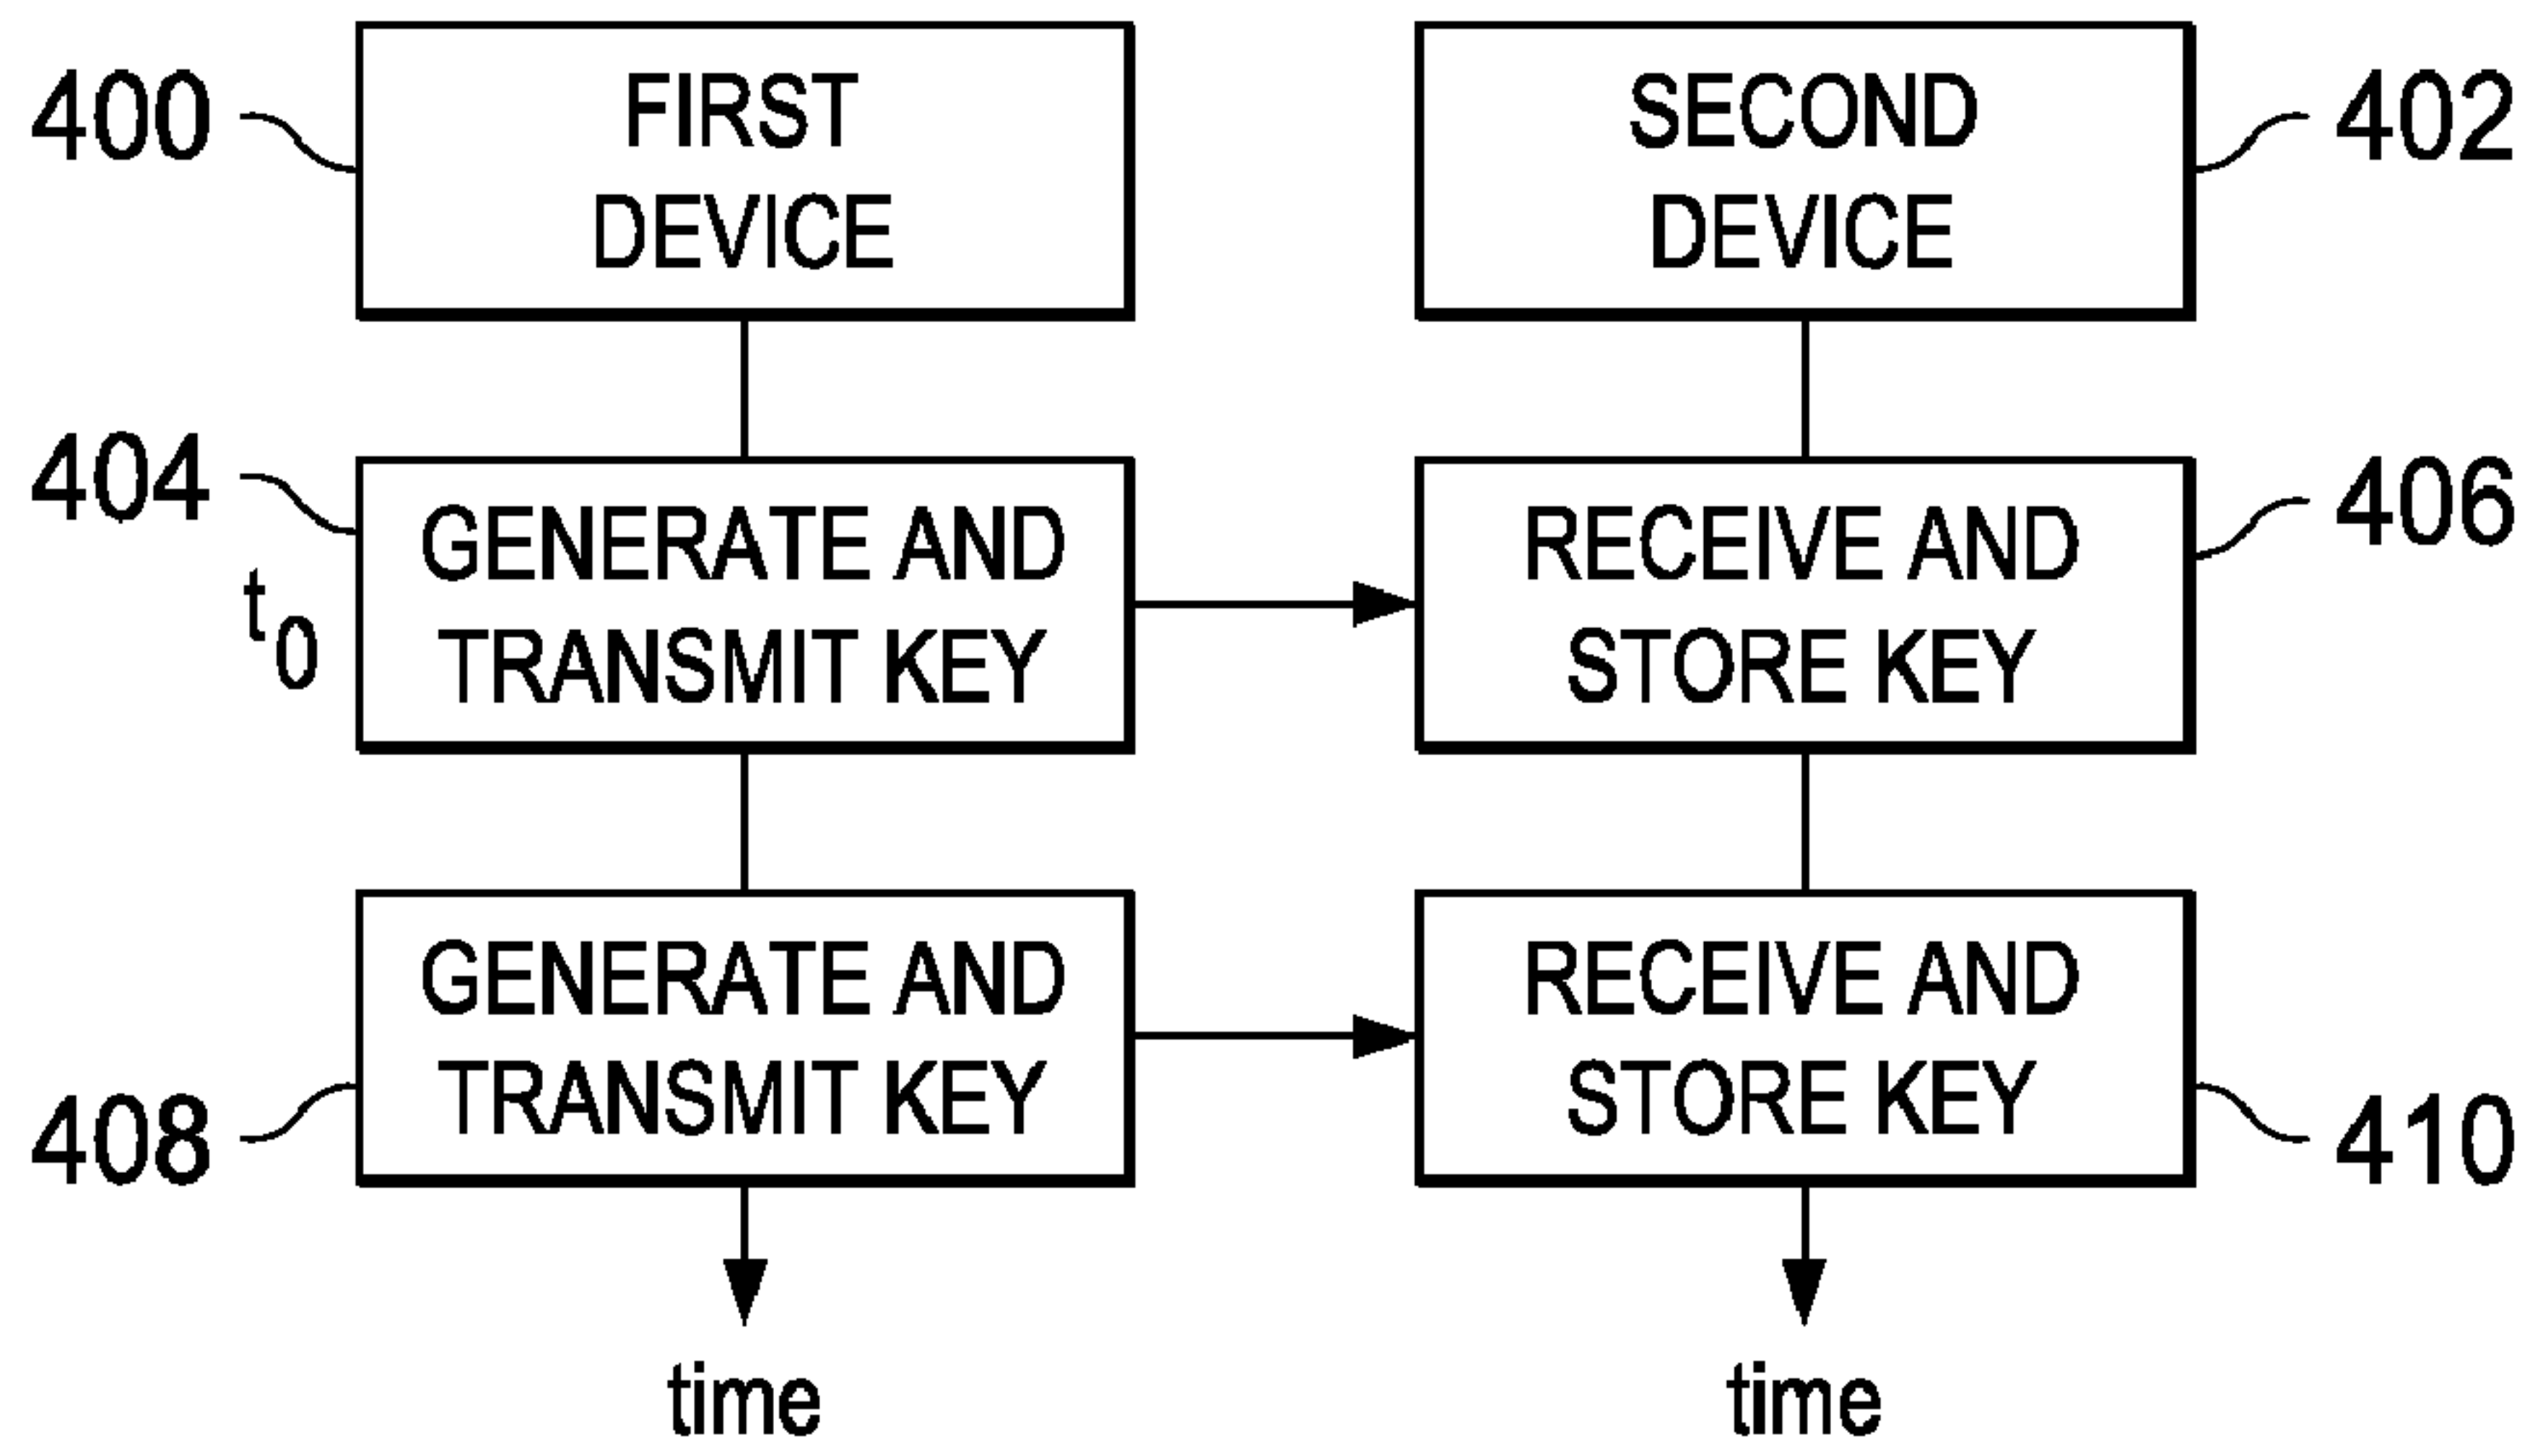 400
FIRST
DEVICE
SECOND
DEVICE
402
404
t0
GENERATE AND
TRANSMIT KEY
RECEIVE AND
STORE KEY
406
408
GENERATE AND
TRANSMIT KEY
RECEIVE AND
STORE KEY
410
time
time